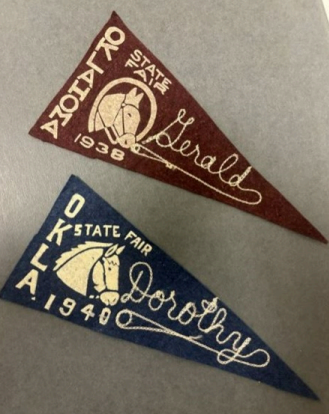 OKLAHOMA
STATE
FAIR
1938
Gerald
OKLA.
STATE FAIR
1940
Dorothy